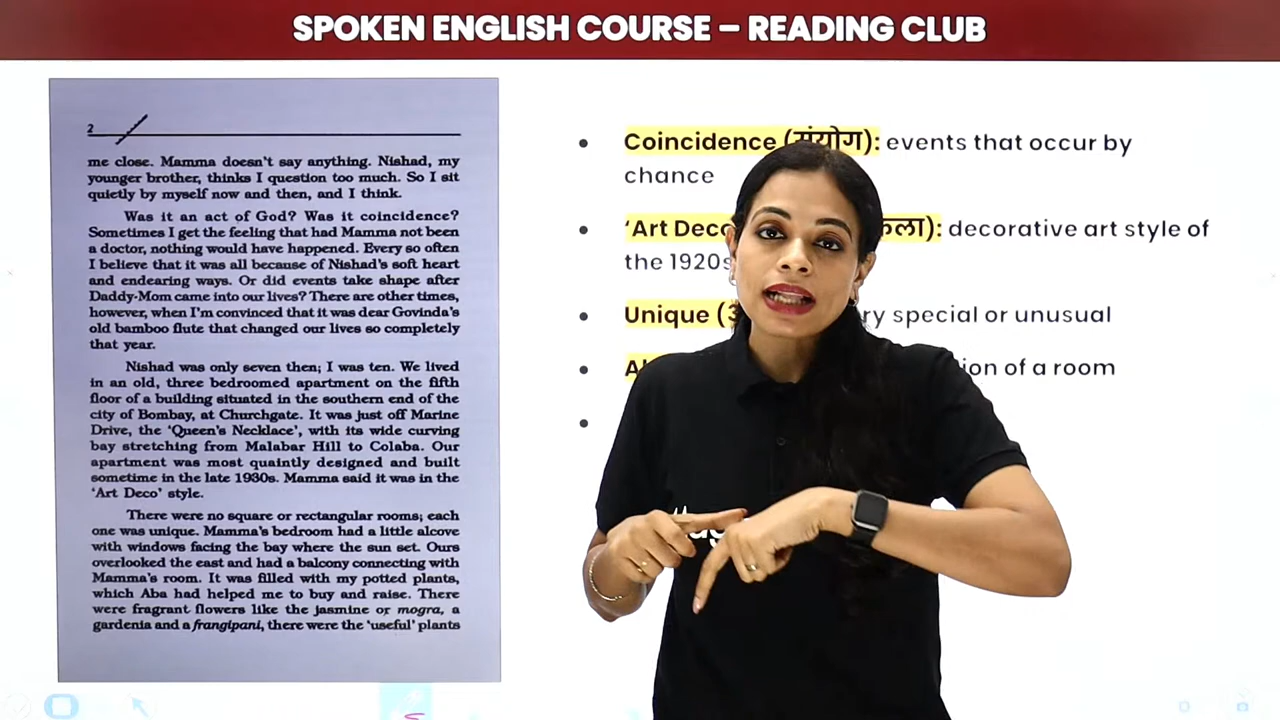 SPOKEN ENGLISH COURSE – READING CLUB
2
me close. Mamma doesn't say anything. Nishad, my
younger brother, thinks I question too much. So I sit
quietly by myself now and then, and I think.
Was it an act of God? Was it coincidence?
Sometimes I get the feeling that had Mamma not been
a doctor, nothing would have happened. Every so often
I believe that it was all because of Nishad's soft heart
and endearing ways. Or did events take shape after
Daddy-Mom came into our lives? There are other times,
however, when I'm convinced that it was dear Govinda's
old bamboo flute that changed our lives so completely
that year.
Nishad was only seven then; I was ten. We lived
in an old, three bedroomed apartment on the fifth
floor of a building situated in the southern end of the
city of Bombay, at Churchgate. It was just off Marine
Drive, the 'Queen's Necklace', with its wide curving
bay stretching from Malabar Hill to Colaba. Our
apartment was most quaintly designed and built
sometime in the late 1930s. Mamma said it was in the
'Art Deco' style.
There were no square or rectangular rooms; each
one was unique. Mamma's bedroom had a little alcove
with windows facing the bay where the sun set. Ours
overlooked the east and had a balcony connecting with
Mamma's room. It was filled with my potted plants,
which Aba had helped me to buy and raise. There
were fragrant flowers like the jasmine or mogra, a
gardenia and a frangipani, there were the 'useful' plants
• Coincidence (संयोग): events that occur by
chance
• 'Art Deco decorative art style of
the 1920s
• Unique special or unusual
• of a room
•